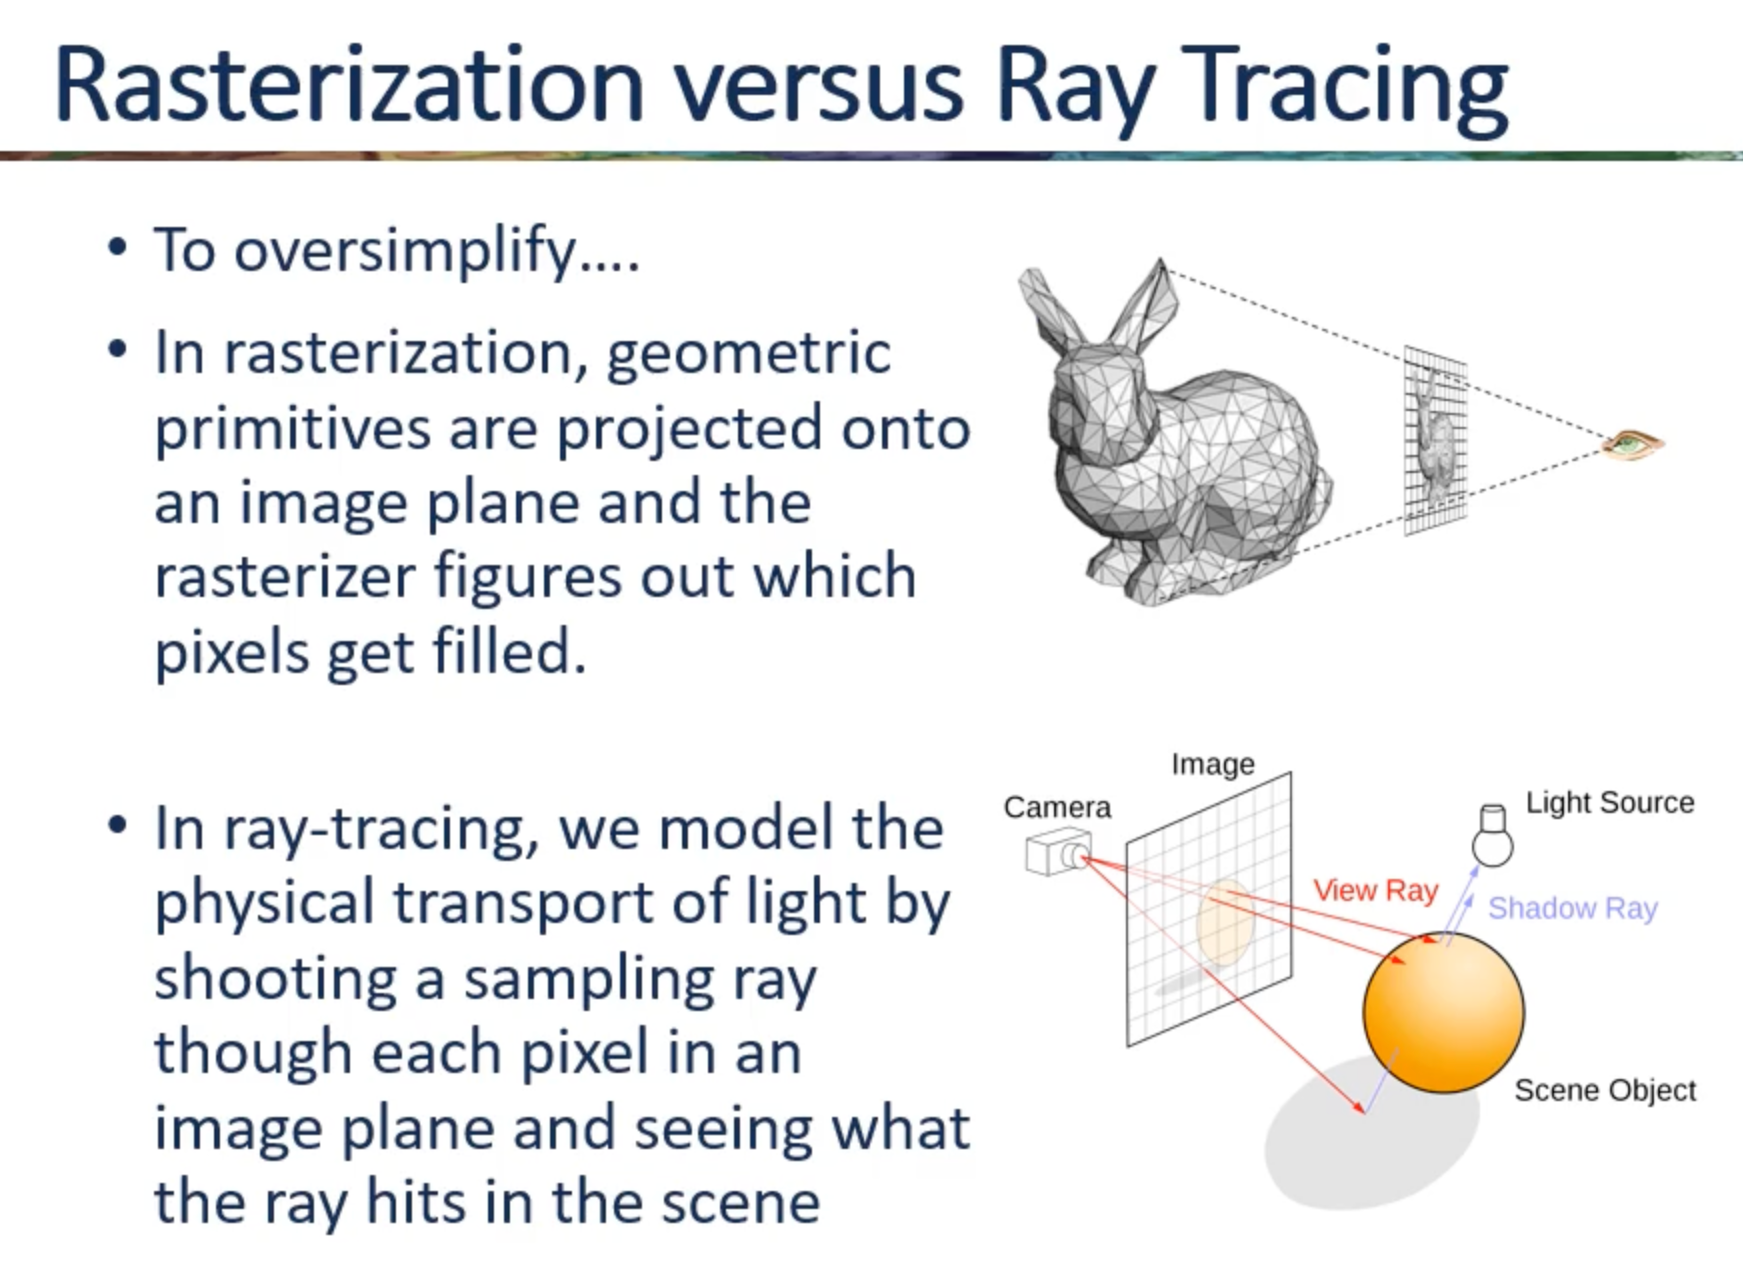 Rasterization versus Ray Tracing
• To oversimplify....
• In rasterization, geometric
primitives are projected onto
an image plane and the
rasterizer figures out which
pixels get filled.
• In ray-tracing, we model the
physical transport of light by
shooting a sampling ray
though each pixel in an
image plane and seeing what
the ray hits in the scene
Image
Camera
Light Source
View Ray
Shadow Ray
Scene Object